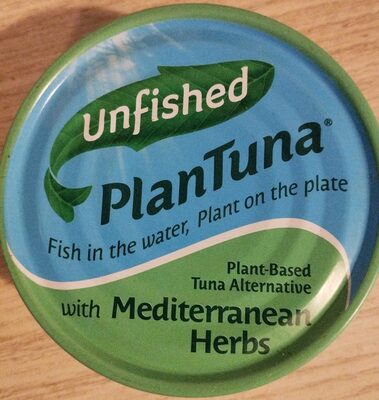 Unfished
PlanTuna®
Fish in the water, Plant on the plate
Plant-Based
Tuna Alternative
with Mediterranean
Herbs